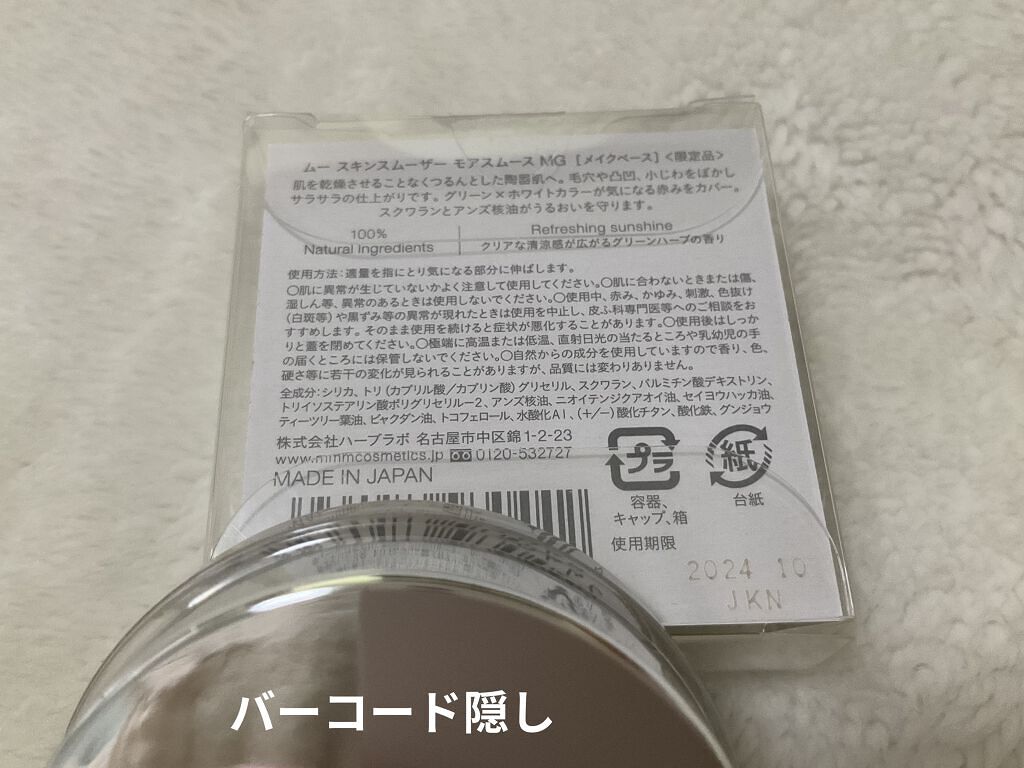 ムー スキンスムーザー モアスムース MG [メイクベース]<限定品>
肌を乾燥させることなくつるんとした陶器肌へ。毛穴や凸凹、小じわをぼかし
サラサラの仕上がりです。グリーン×ホワイトカラーが気になる赤みをカバー。
スクワランとアンズ核油がうるおいを守ります。
100%
Natural Ingredients
Refreshing sunshine
クリアな清涼感が広がるグリーンハーブの香り
使用方法:適量を指にとり気になる部分に伸ばします。
〇肌に異常が生じていないかよく注意して使用してください。〇肌に合わないときまたは傷、
湿しん等、異常のあるときは使用しないでください。〇使用中、赤み、かゆみ、刺激、色抜け
(白斑等)や黒ずみ等の異常が現れたときは使用を中止し、皮ふ科専門医等へのご相談をお
すすめします。そのまま使用を続けると症状が悪化することがあります。〇使用後はしっか
りと蓋を閉めてください。〇極端に高温または低温、直射日光の当たるところや乳幼児の手
の届くところには保管しないでください。〇自然からの成分を使用していますので香り、色、
硬さ等に若干の変化が見られることがありますが、品質には変わりありません。
全成分:シリカ、トリ(カプリル酸/カプリン酸)グリセリル、スクワラン、パルミチン酸デキストリン、
トリイソステアリン酸ポリグリセリル-2、アンズ核油、ニオイテンジクアオイ油、セイヨウハッカ油、
ティーツリー葉油、ビャクダン油、トコフェロール、水酸化Al、(+/-)酸化チタン、酸化鉄、グンジョウ
株式会社ハーブラボ 名古屋市中区錦1-2-23
www.mimcosmetics.jp 0120-532727
MADE IN JAPAN
プラ
容器、
キャップ、箱
紙
台紙
使用期限
2024 10
JKN
バーコード隠し